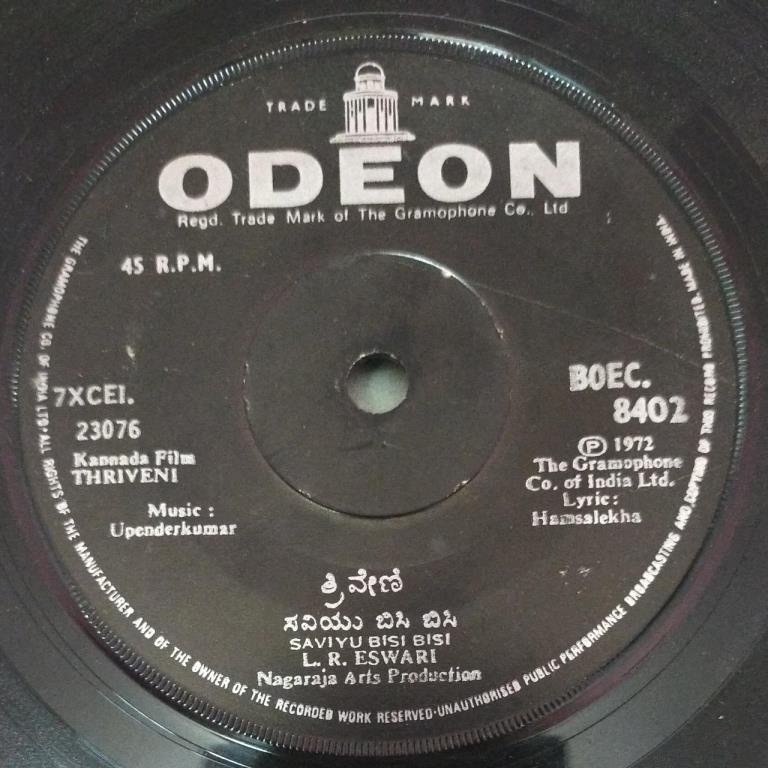 TRADE MARK
ODEON
Regd. Trade Mark of The Gramophone Co., Ltd
45 R.P.M.
7XCEI.
23076
Kannada Film
THRIVENI
Music :
Upenderkumar
BOEC.
8402
Ⓟ 1972
The Gramophone
Co. of India Ltd.
Lyric:
Hamsalekha
ತ್ರಿವೇಣಿ
ಸವಿಯು ಬಿಸಿ ಬಿಸಿ
SAVIYU BISI BISI
L. R. ESWARI
Nagaraja Arts Production
THE GRAMOPHONE CO. OF INDIA LTD·ALL RIGHTS OF THE MANUFACTURER AND OF THE OWNER OF THE RECORDED WORK RESERVED·UNAUTHORISED PUBLIC PERFORMANCE BROADCASTING AND COPYING OF THIS RECORD PROHIBITED. MADE IN INDIA.